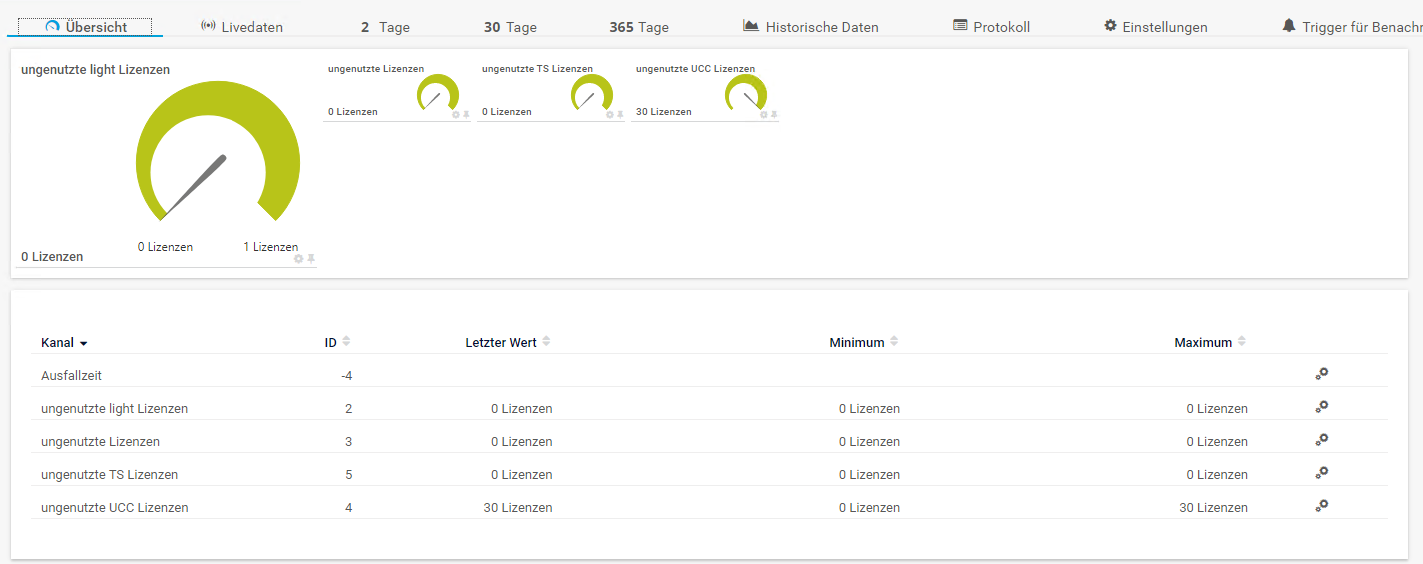 Übersicht Livedaten 2 Tage 30 Tage 365 Tage Historische Daten Protokoll Einstellungen Trigger für Benachr
ungenutzte light Lizenzen
0 Lizenzen 1 Lizenzen
0 Lizenzen
ungenutzte Lizenzen
0 Lizenzen
ungenutzte TS Lizenzen
0 Lizenzen
ungenutzte UCC Lizenzen
30 Lizenzen
Kanal ID Letzter Wert Minimum Maximum
Ausfallzeit -4
ungenutzte light Lizenzen 2 0 Lizenzen 0 Lizenzen 0 Lizenzen
ungenutzte Lizenzen 3 0 Lizenzen 0 Lizenzen 0 Lizenzen
ungenutzte TS Lizenzen 5 0 Lizenzen 0 Lizenzen 0 Lizenzen
ungenutzte UCC Lizenzen 4 30 Lizenzen 0 Lizenzen 30 Lizenzen